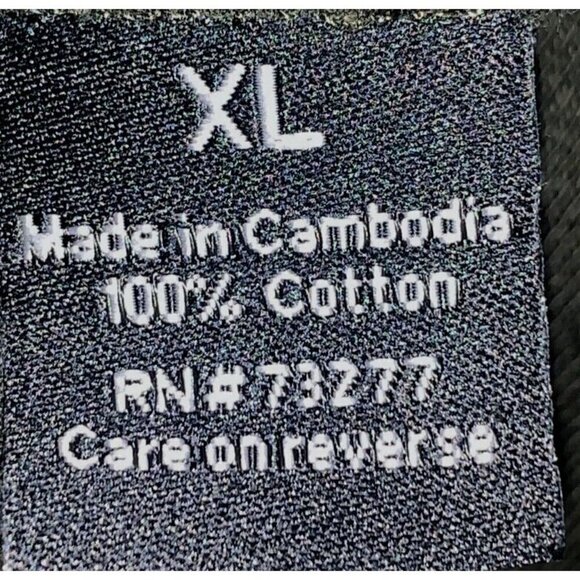 XL
Made in Cambodia
100% Cotton
RN# 73277
Care on reverse